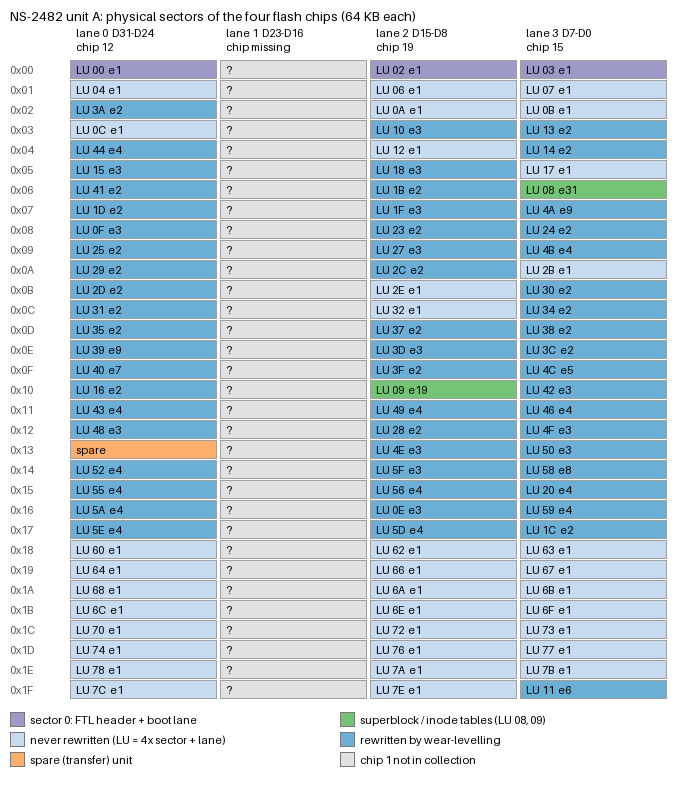 NS-2482 unit A: physical sectors of the four flash chips (64 KB each)
lane 0 D31-D24 lane 1 D23-D16 lane 2 D15-D8 lane 3 D7-D0
chip 12 chip missing chip 19 chip 15
0x00 LU 00 e1 ? LU 02 e1 LU 03 e1
0x01 LU 04 e1 ? LU 06 e1 LU 07 e1
0x02 LU 3A e2 ? LU 0A e1 LU 0B e1
0x03 LU 0C e1 ? LU 10 e3 LU 13 e2
0x04 LU 44 e4 ? LU 12 e1 LU 14 e2
0x05 LU 15 e3 ? LU 18 e3 LU 17 e1
0x06 LU 41 e2 ? LU 1B e2 LU 08 e31
0x07 LU 1D e2 ? LU 1F e3 LU 4A e9
0x08 LU 0F e3 ? LU 23 e2 LU 24 e2
0x09 LU 25 e2 ? LU 27 e3 LU 4B e4
0x0A LU 29 e2 ? LU 2C e2 LU 2B e1
0x0B LU 2D e2 ? LU 2E e1 LU 30 e2
0x0C LU 31 e2 ? LU 32 e1 LU 34 e2
0x0D LU 35 e2 ? LU 37 e2 LU 38 e2
0x0E LU 39 e9 ? LU 3D e3 LU 3C e2
0x0F LU 40 e7 ? LU 3F e2 LU 4C e5
0x10 LU 16 e2 ? LU 09 e19 LU 42 e3
0x11 LU 43 e4 ? LU 49 e4 LU 46 e4
0x12 LU 48 e3 ? LU 28 e2 LU 4F e3
0x13 spare ? LU 4E e3 LU 50 e3
0x14 LU 52 e4 ? LU 5F e3 LU 58 e8
0x15 LU 55 e4 ? LU 56 e4 LU 20 e4
0x16 LU 5A e4 ? LU 0E e3 LU 59 e4
0x17 LU 5E e4 ? LU 5D e4 LU 1C e2
0x18 LU 60 e1 ? LU 62 e1 LU 63 e1
0x19 LU 64 e1 ? LU 66 e1 LU 67 e1
0x1A LU 68 e1 ? LU 6A e1 LU 6B e1
0x1B LU 6C e1 ? LU 6E e1 LU 6F e1
0x1C LU 70 e1 ? LU 72 e1 LU 73 e1
0x1D LU 74 e1 ? LU 76 e1 LU 77 e1
0x1E LU 78 e1 ? LU 7A e1 LU 7B e1
0x1F LU 7C e1 ? LU 7E e1 LU 11 e6
sector 0: FTL header + boot lane superblock / inode tables (LU 08, 09)
never rewritten (LU = 4x sector + lane) rewritten by wear-levelling
spare (transfer) unit chip 1 not in collection